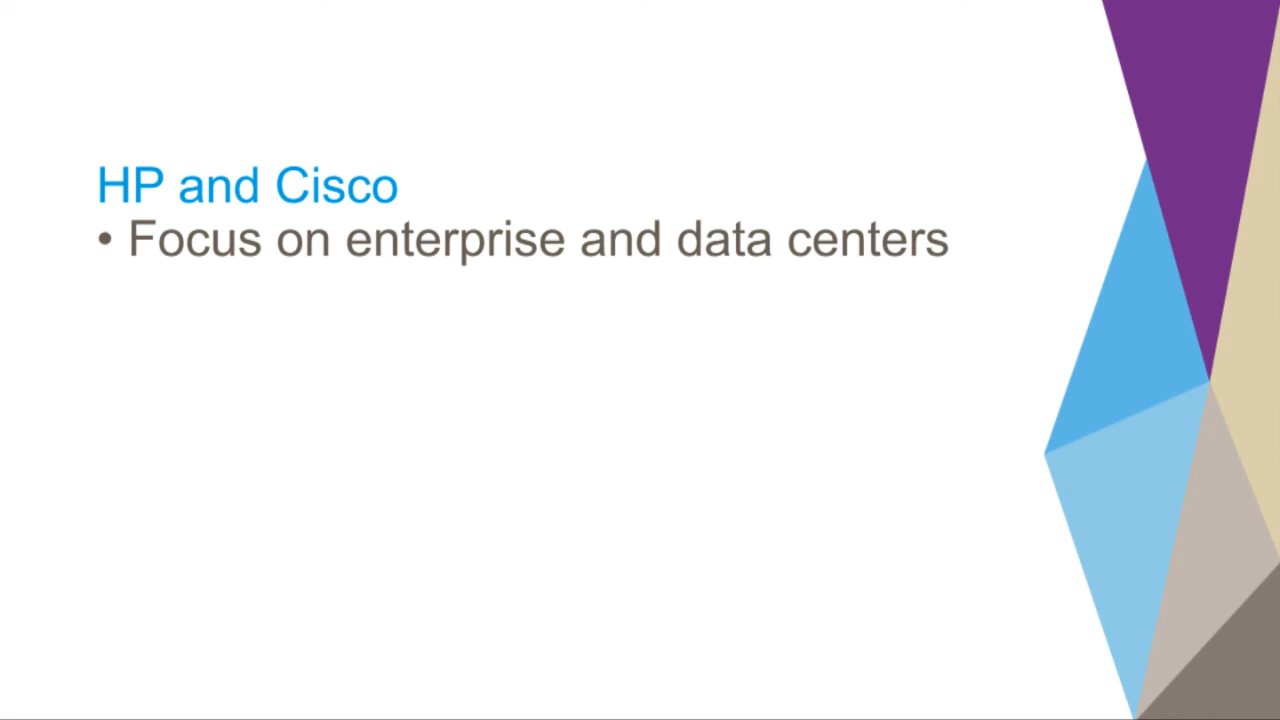 HP and Cisco
• Focus on enterprise and data centers